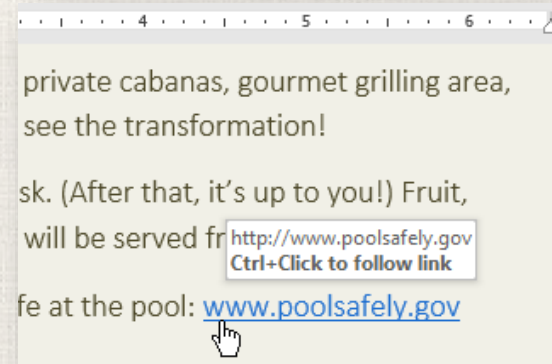 4 5 6
private cabanas, gourmet grilling area,
see the transformation!
sk. (After that, it's up to you!) Fruit,
will be served fr
http://www.poolsafely.gov
Ctrl+Click to follow link
fe at the pool: www.poolsafely.gov